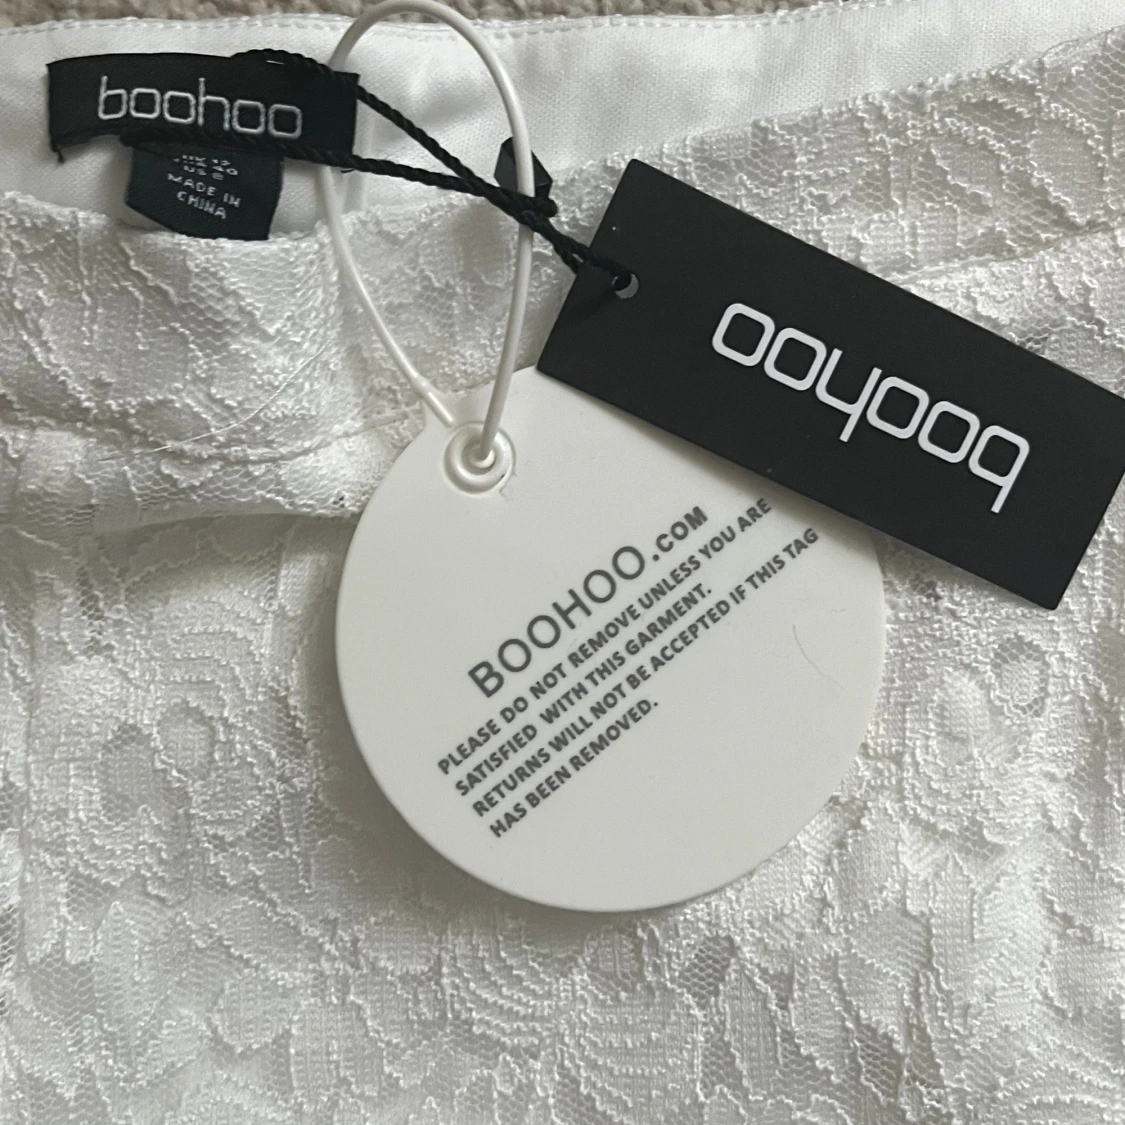 boohoo
MADE IN
CHINA
boohoo
BOOHOO.COM
PLEASE DO NOT REMOVE UNLESS YOU ARE
SATISFIED WITH THIS GARMENT.
RETURNS WILL NOT BE ACCEPTED IF THIS TAG
HAS BEEN REMOVED.